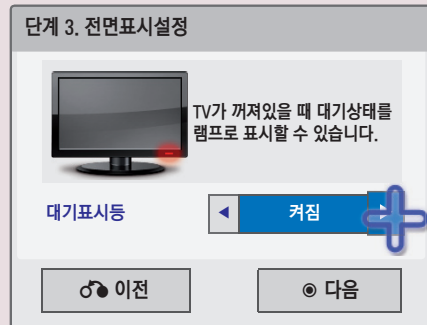 단계 3. 전면표시설정
TV가 꺼져있을 때 대기상태를
램프로 표시할 수 있습니다.
대기표시등
◀ 켜짐
이전
◉ 다음